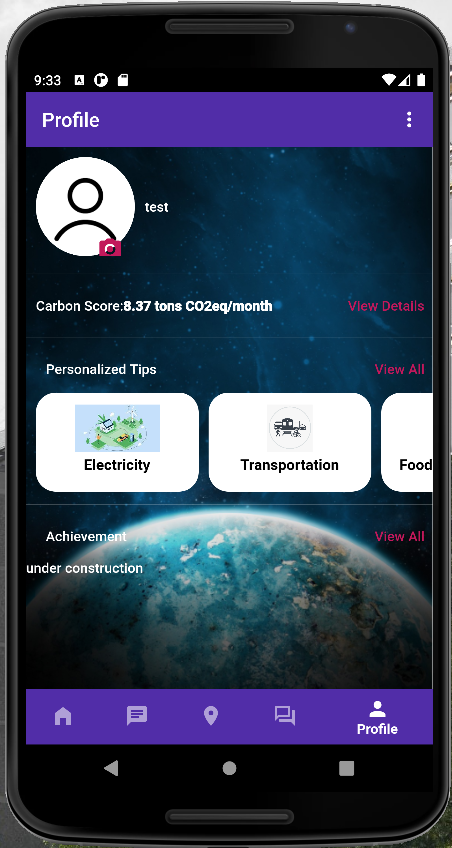 9:33
Profile
test
Carbon Score:8.37 tons CO2eq/month
View Details
Personalized Tips
View All
Electricity
Transportation
Food
Achievement
View All
under construction
Profile